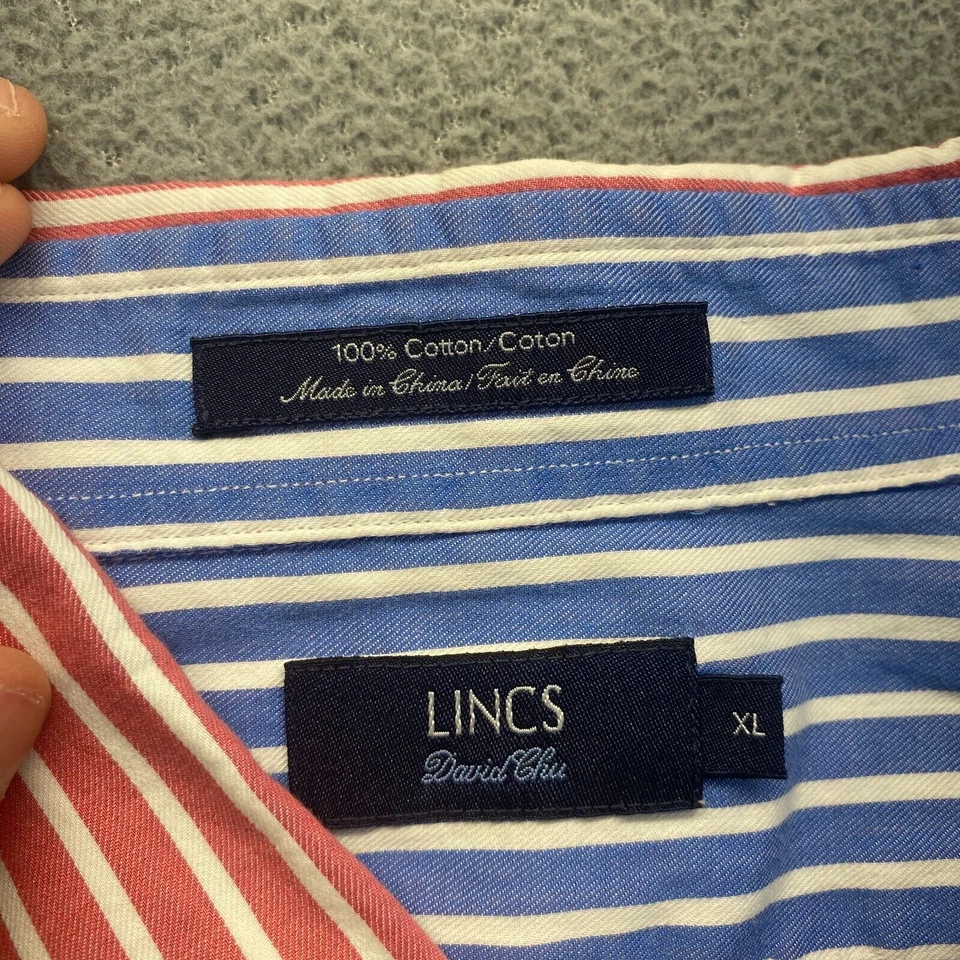 100% Cotton/Coton
Made in China/Fait en Chine
LINCS
David Chu
XL